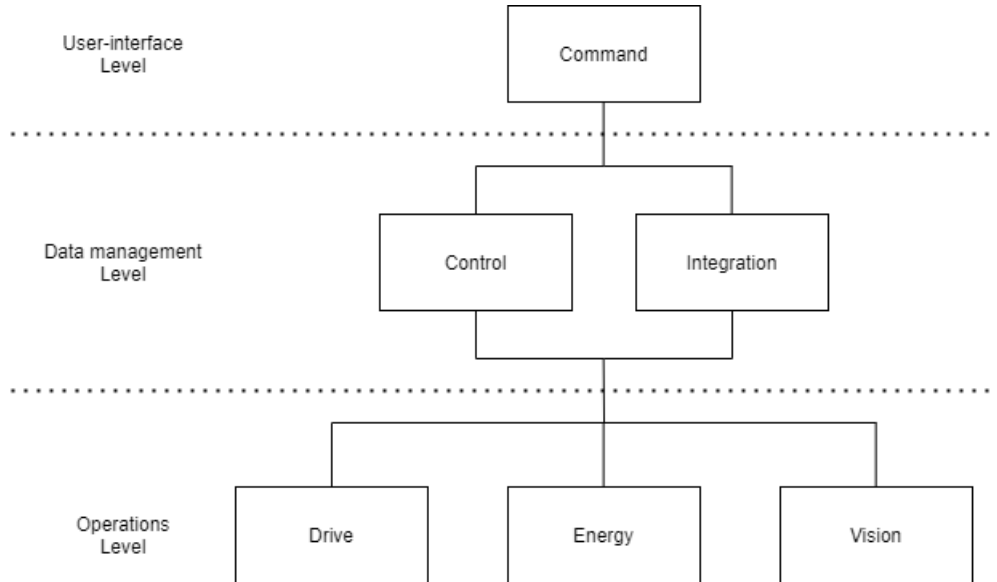 User-interface
Level
Command
Data management
Level
Control
Integration
Operations
Level
Drive
Energy
Vision